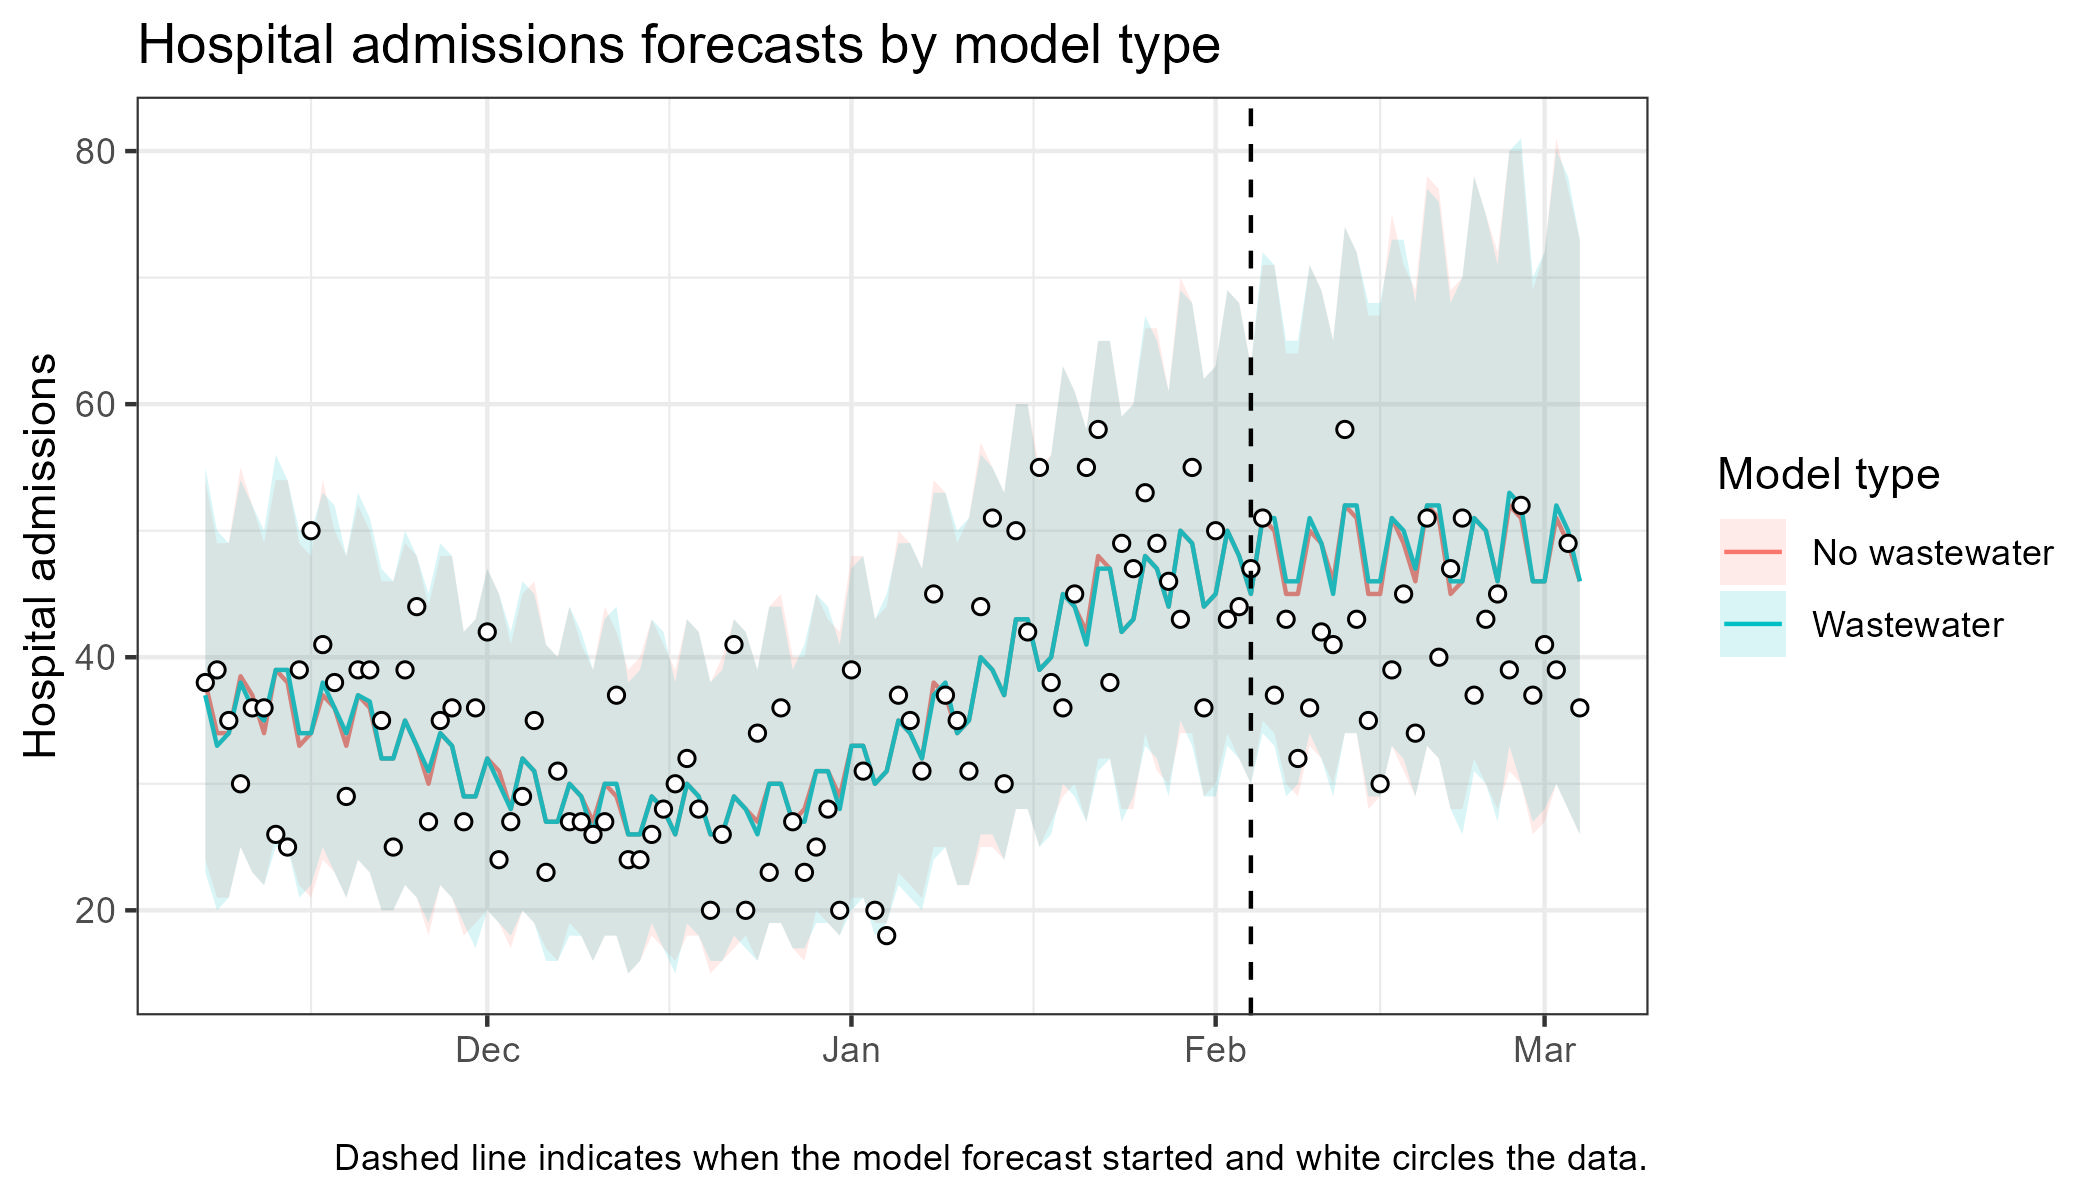 Hospital admissions forecasts by model type
Hospital admissions
80
60
40
20
Dec
Jan
Feb
Mar
Model type
No wastewater
Wastewater
Dashed line indicates when the model forecast started and white circles the data.